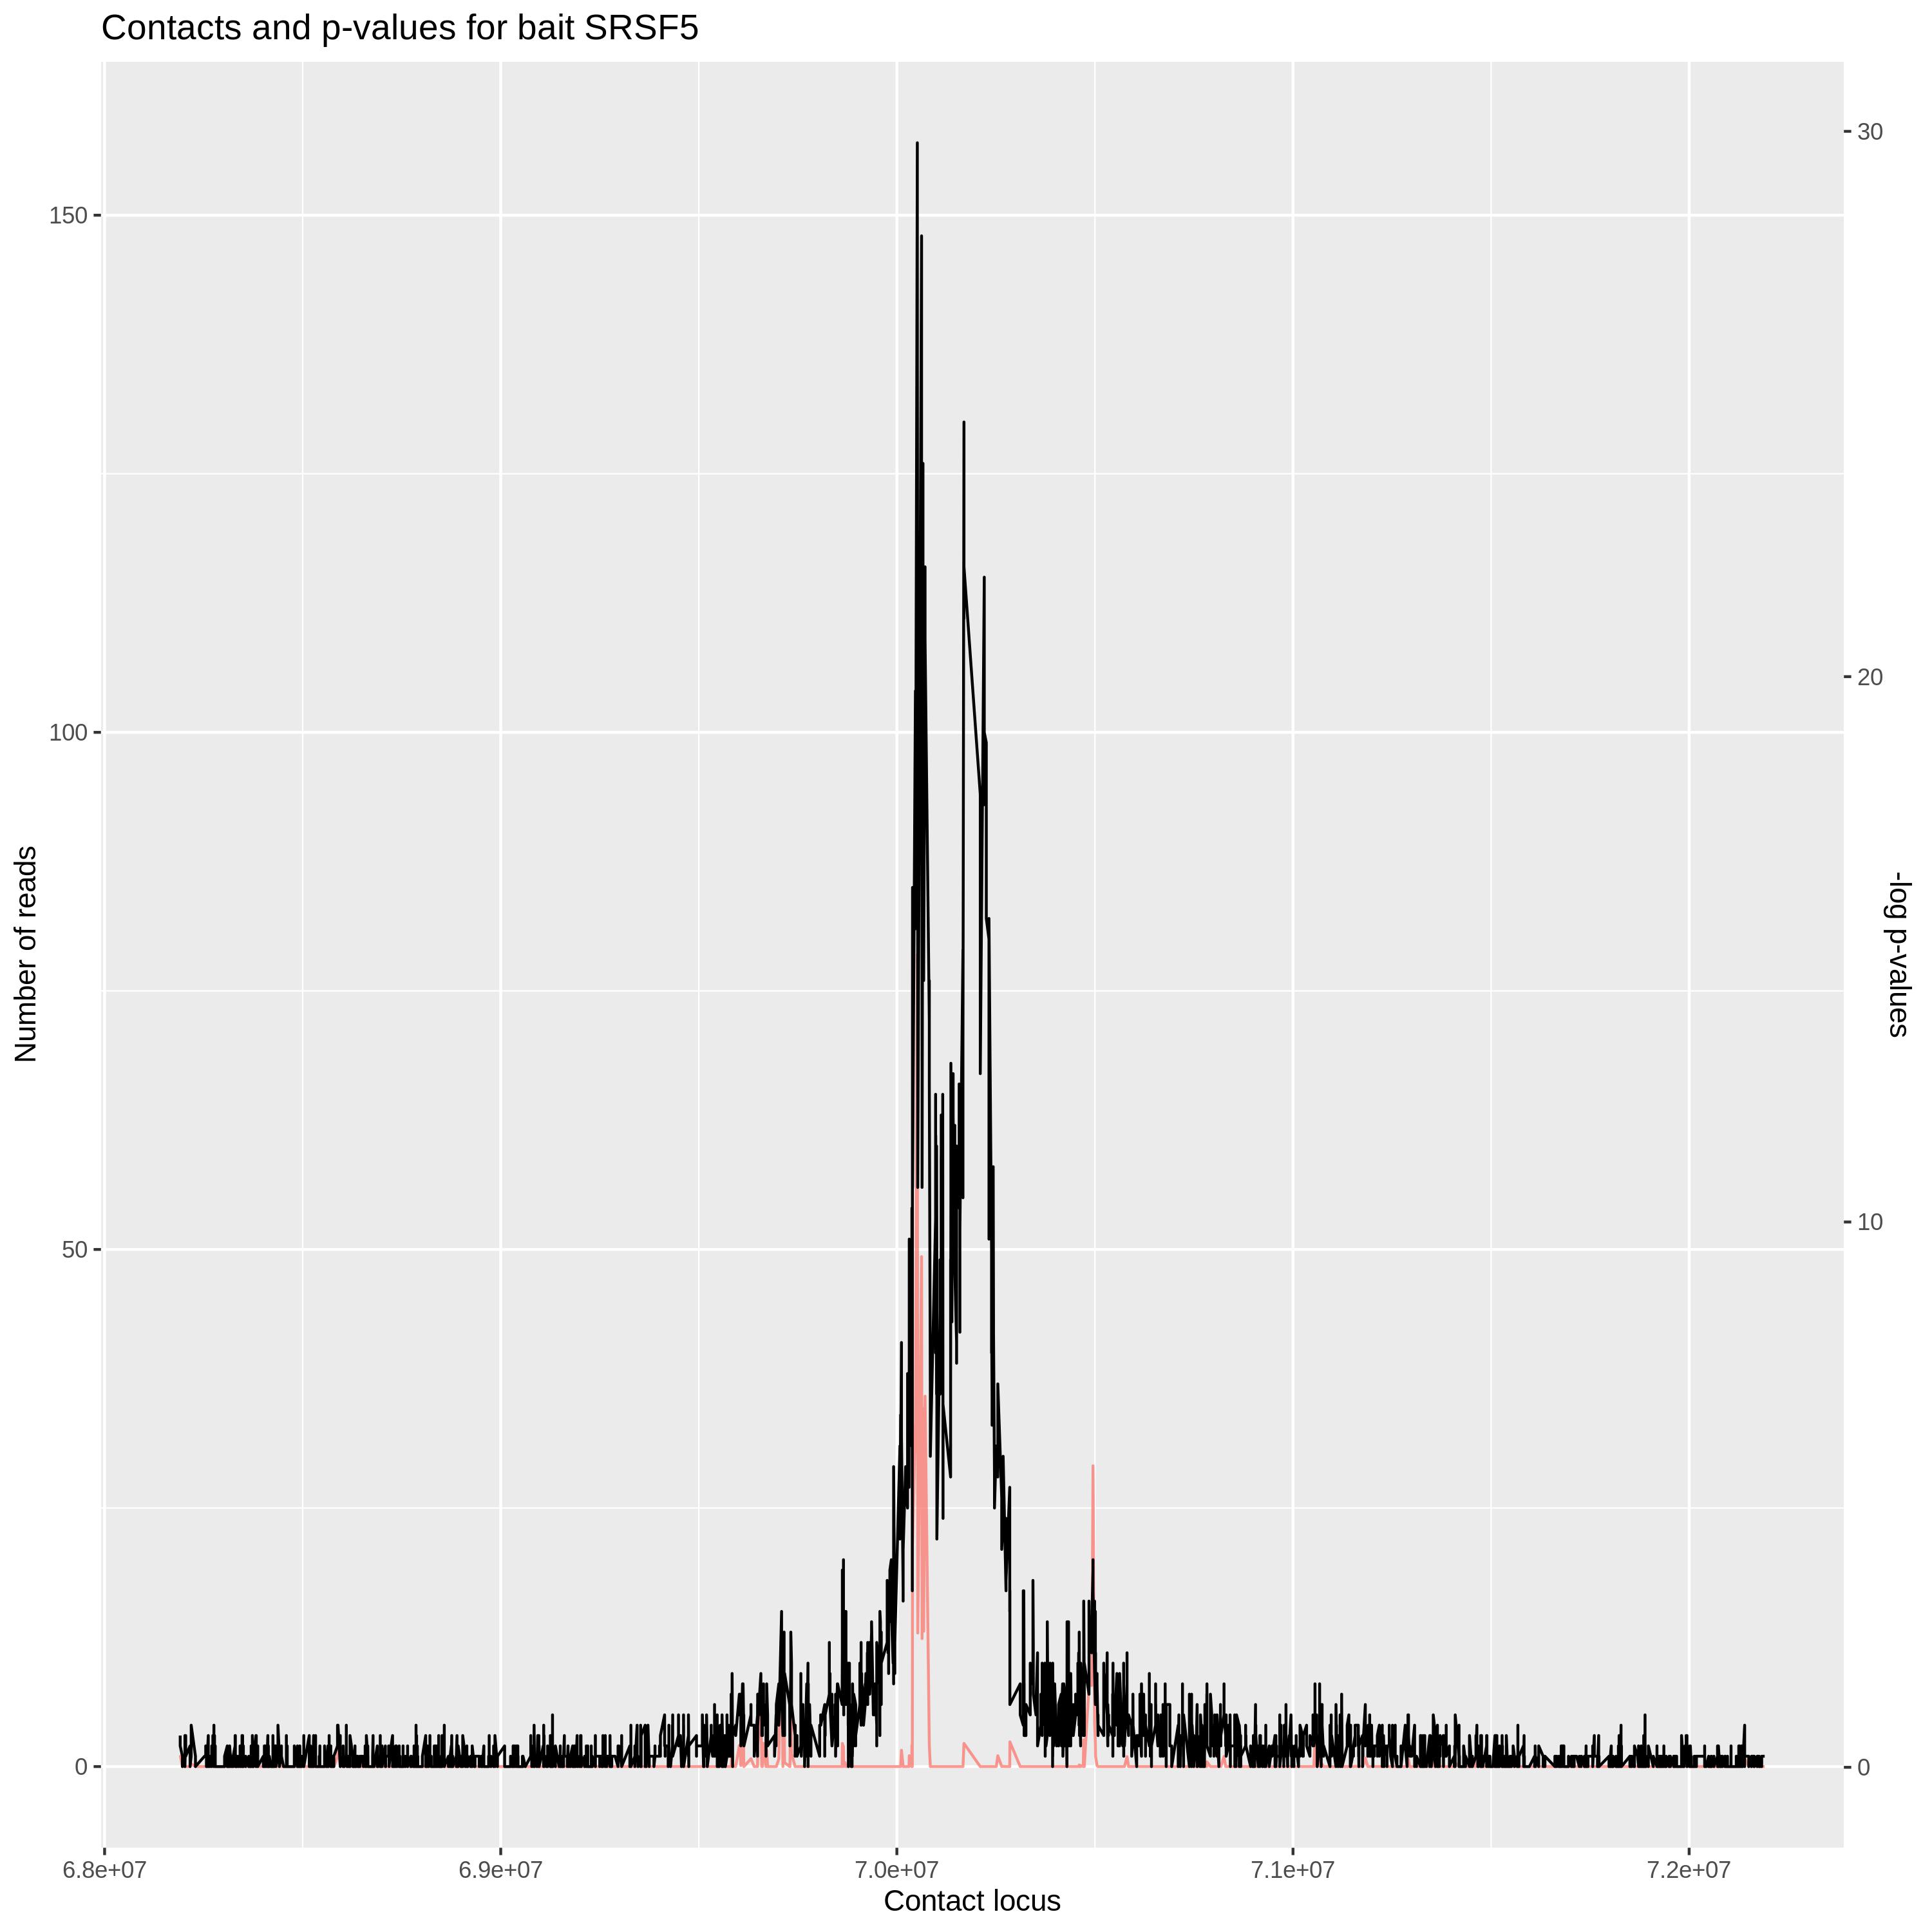 Contacts and p-values for bait SRSF5
150
100
50
0
Number of reads
30
20
10
0
-log p-values
6.8e+07
6.9e+07
7.0e+07
7.1e+07
7.2e+07
Contact locus